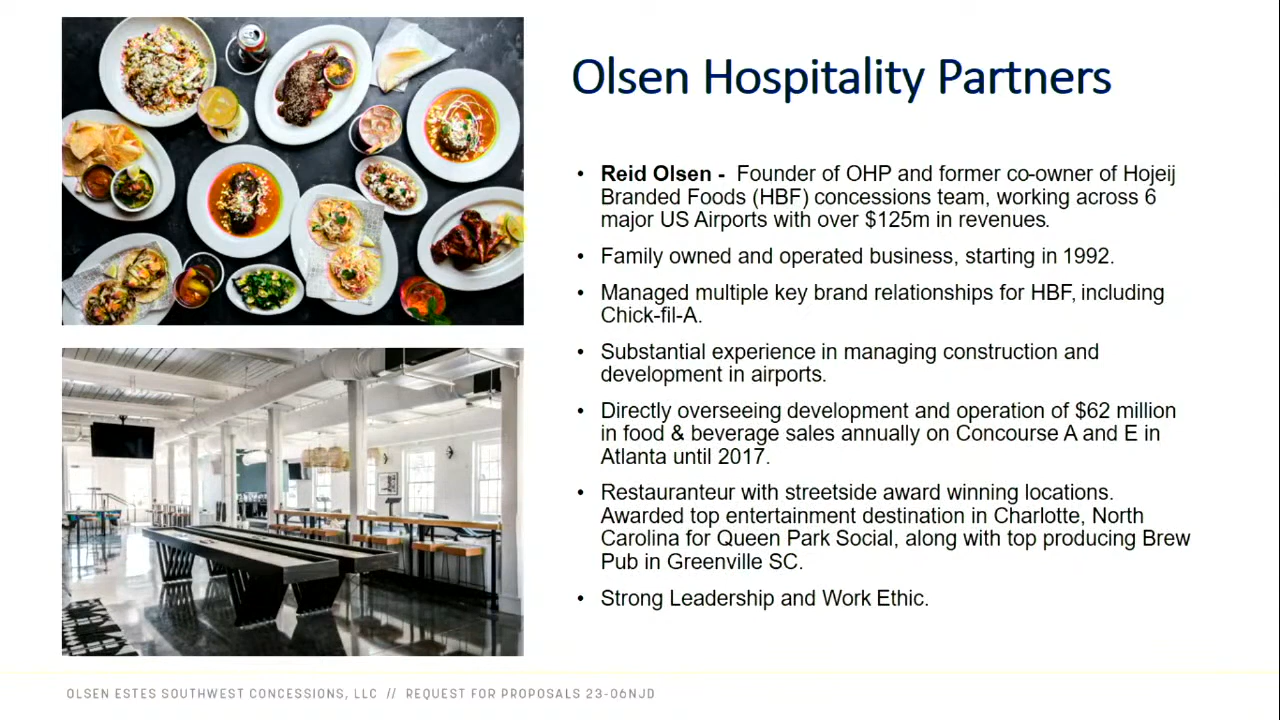 Olsen Hospitality Partners
• Reid Olsen - Founder of OHP and former co-owner of Hojeij
Branded Foods (HBF) concessions team, working across 6
major US Airports with over $125m in revenues.
• Family owned and operated business, starting in 1992.
• Managed multiple key brand relationships for HBF, including
Chick-fil-A.
• Substantial experience in managing construction and
development in airports.
• Directly overseeing development and operation of $62 million
in food & beverage sales annually on Concourse A and E in
Atlanta until 2017.
• Restauranteur with streetside award winning locations.
Awarded top entertainment destination in Charlotte, North
Carolina for Queen Park Social, along with top producing Brew
Pub in Greenville SC.
• Strong Leadership and Work Ethic.
OLSEN ESTES SOUTHWEST CONCESSIONS, LLC // REQUEST FOR PROPOSALS 23-06NJD